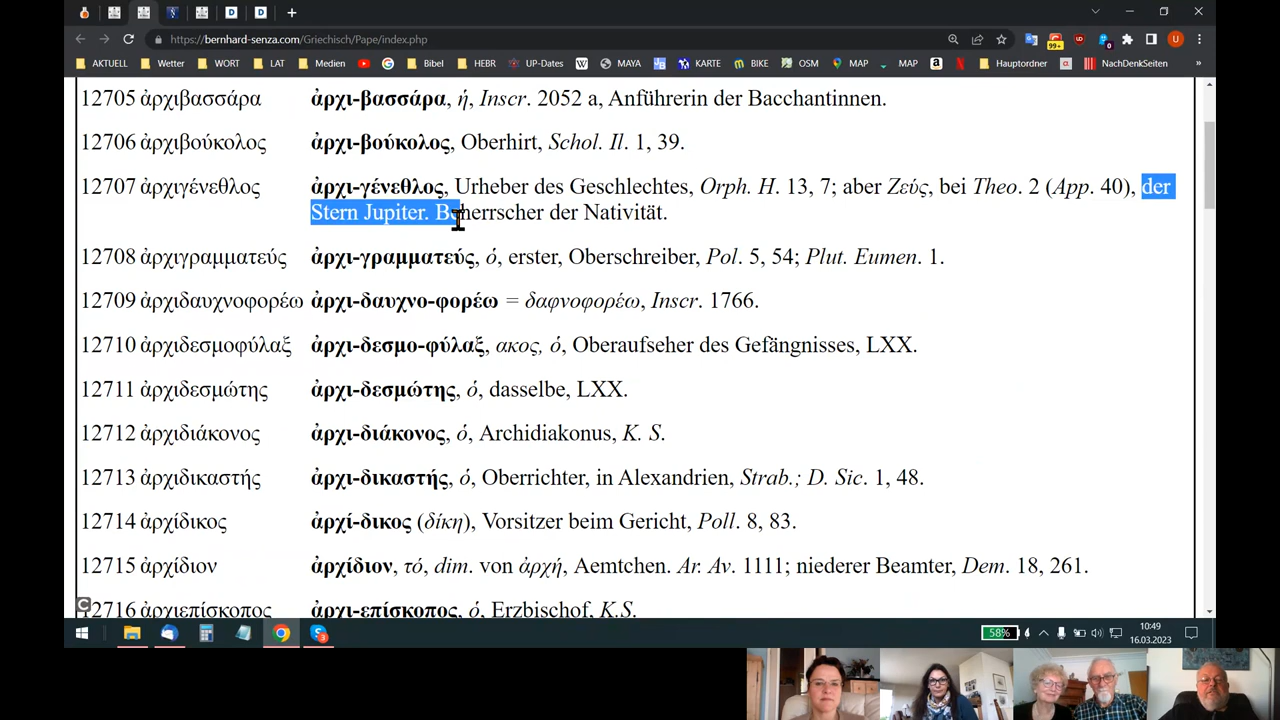 https://bernhard-senza.com/Griechisch/Pape/index.php
AKTUELL Wetter WORT LAT Medien Bibel HEBR UP-Dates MAYA KARTE BIKE OSM MAP MAP Hauptordner NachDenkSeiten »
12705 ἀρχιβασσάρα ἀρχι-βασσάρα, ἡ, Inscr. 2052 a, Anführerin der Bacchantinnen.
12706 ἀρχιβούκολος ἀρχι-βούκολος, Oberhirt, Schol. Il. 1, 39.
12707 ἀρχιγένεθλος ἀρχι-γένεθλος, Urheber des Geschlechtes, Orph. H. 13, 7; aber Ζεύς, bei Theo. 2 (App. 40), der
Stern Jupiter. Beherrscher der Nativität.
12708 ἀρχιγραμματεύς ἀρχι-γραμματεύς, ὁ, erster, Oberschreiber, Pol. 5, 54; Plut. Eumen. 1.
12709 ἀρχιδαυχνοφορέω ἀρχι-δαυχνο-φορέω = δαφνοφορέω, Inscr. 1766.
12710 ἀρχιδεσμοφύλαξ ἀρχι-δεσμο-φύλαξ, ακος, ὁ, Oberaufseher des Gefängnisses, LXX.
12711 ἀρχιδεσμώτης ἀρχι-δεσμώτης, ὁ, dasselbe, LXX.
12712 ἀρχιδιάκονος ἀρχι-διάκονος, ὁ, Archidiakonus, K. S.
12713 ἀρχιδικαστής ἀρχι-δικαστής, ὁ, Oberrichter, in Alexandrien, Strab.; D. Sic. 1, 48.
12714 ἀρχίδικος ἀρχί-δικος (δίκη), Vorsitzer beim Gericht, Poll. 8, 83.
12715 ἀρχίδιον ἀρχίδιον, τό, dim. von ἀρχή, Aemtchen. Ar. Av. 1111; niederer Beamter, Dem. 18, 261.
12716 ἀρχιεπίσκοπος ἀρχι-επίσκοπος, ὁ, Erzbischof, K.S.
58% 10:49
16.03.2023